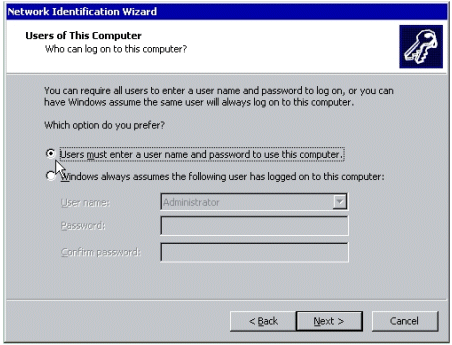 Network Identification Wizard
Users of This Computer
Who can log on to this computer?
You can require all users to enter a user name and password to log on, or you can
have Windows assume the same user will always log on to this computer.
Which option do you prefer?
Users must enter a user name and password to use this computer.
Windows always assumes the following user has logged on to this computer:
User name:
Administrator
Password:
Confirm password:
< Back
Next >
Cancel